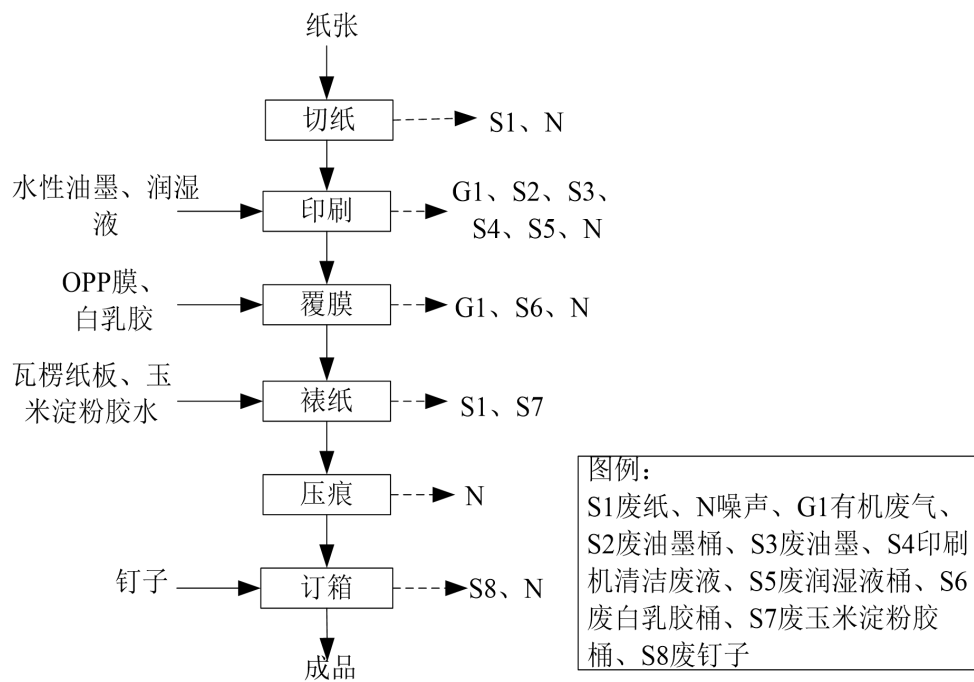 纸张
切纸
S1、N
水性油墨、润湿
液
印刷
G1、S2、S3、
S4、S5、N
OPP膜、
白乳胶
覆膜
G1、S6、N
瓦楞纸板、玉
米淀粉胶水
裱纸
S1、S7
压痕
N
钉子
订箱
S8、N
成品
图例：
S1废纸、N噪声、G1有机废气、
S2废油墨桶、S3废油墨、S4印刷
机清洁废液、S5废润湿液桶、S6
废白乳胶桶、S7废玉米淀粉胶
桶、S8废钉子